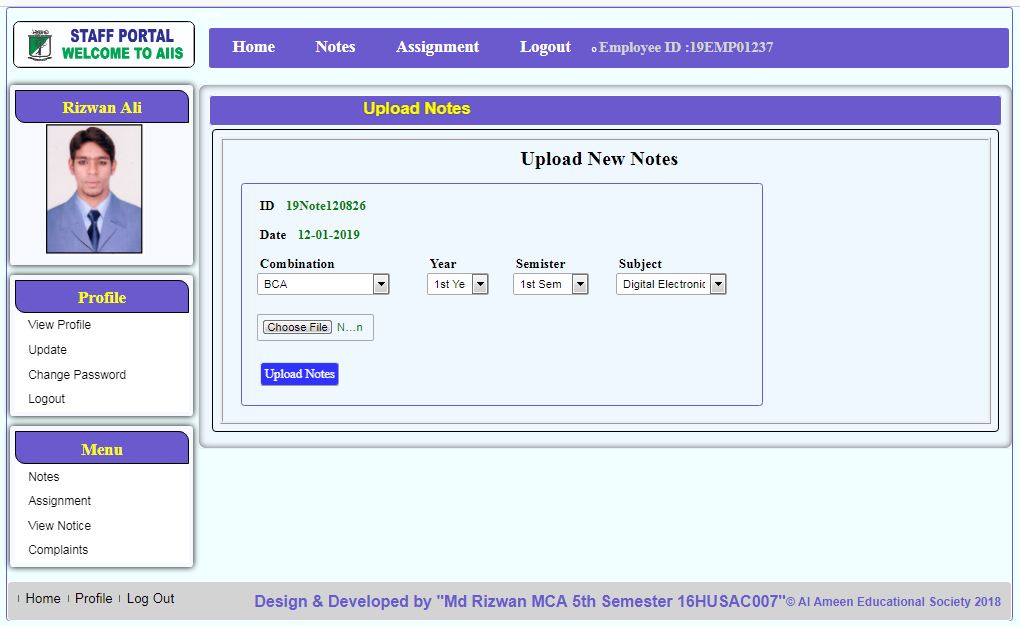 STAFF PORTAL
WELCOME TO AIIS
Home Notes Assignment Logout Employee ID :19EMP01237
Rizwan Ali
Upload Notes
Upload New Notes
ID 19Note120826
Date 12-01-2019
Combination Year Semister Subject
BCA 1st Ye 1st Sem Digital Electronic
Choose File N...n
Upload Notes
Profile
View Profile
Update
Change Password
Logout
Menu
Notes
Assignment
View Notice
Complaints
Home Profile Log Out
Design & Developed by "Md Rizwan MCA 5th Semester 16HUSAC007"© Al Ameen Educational Society 2018